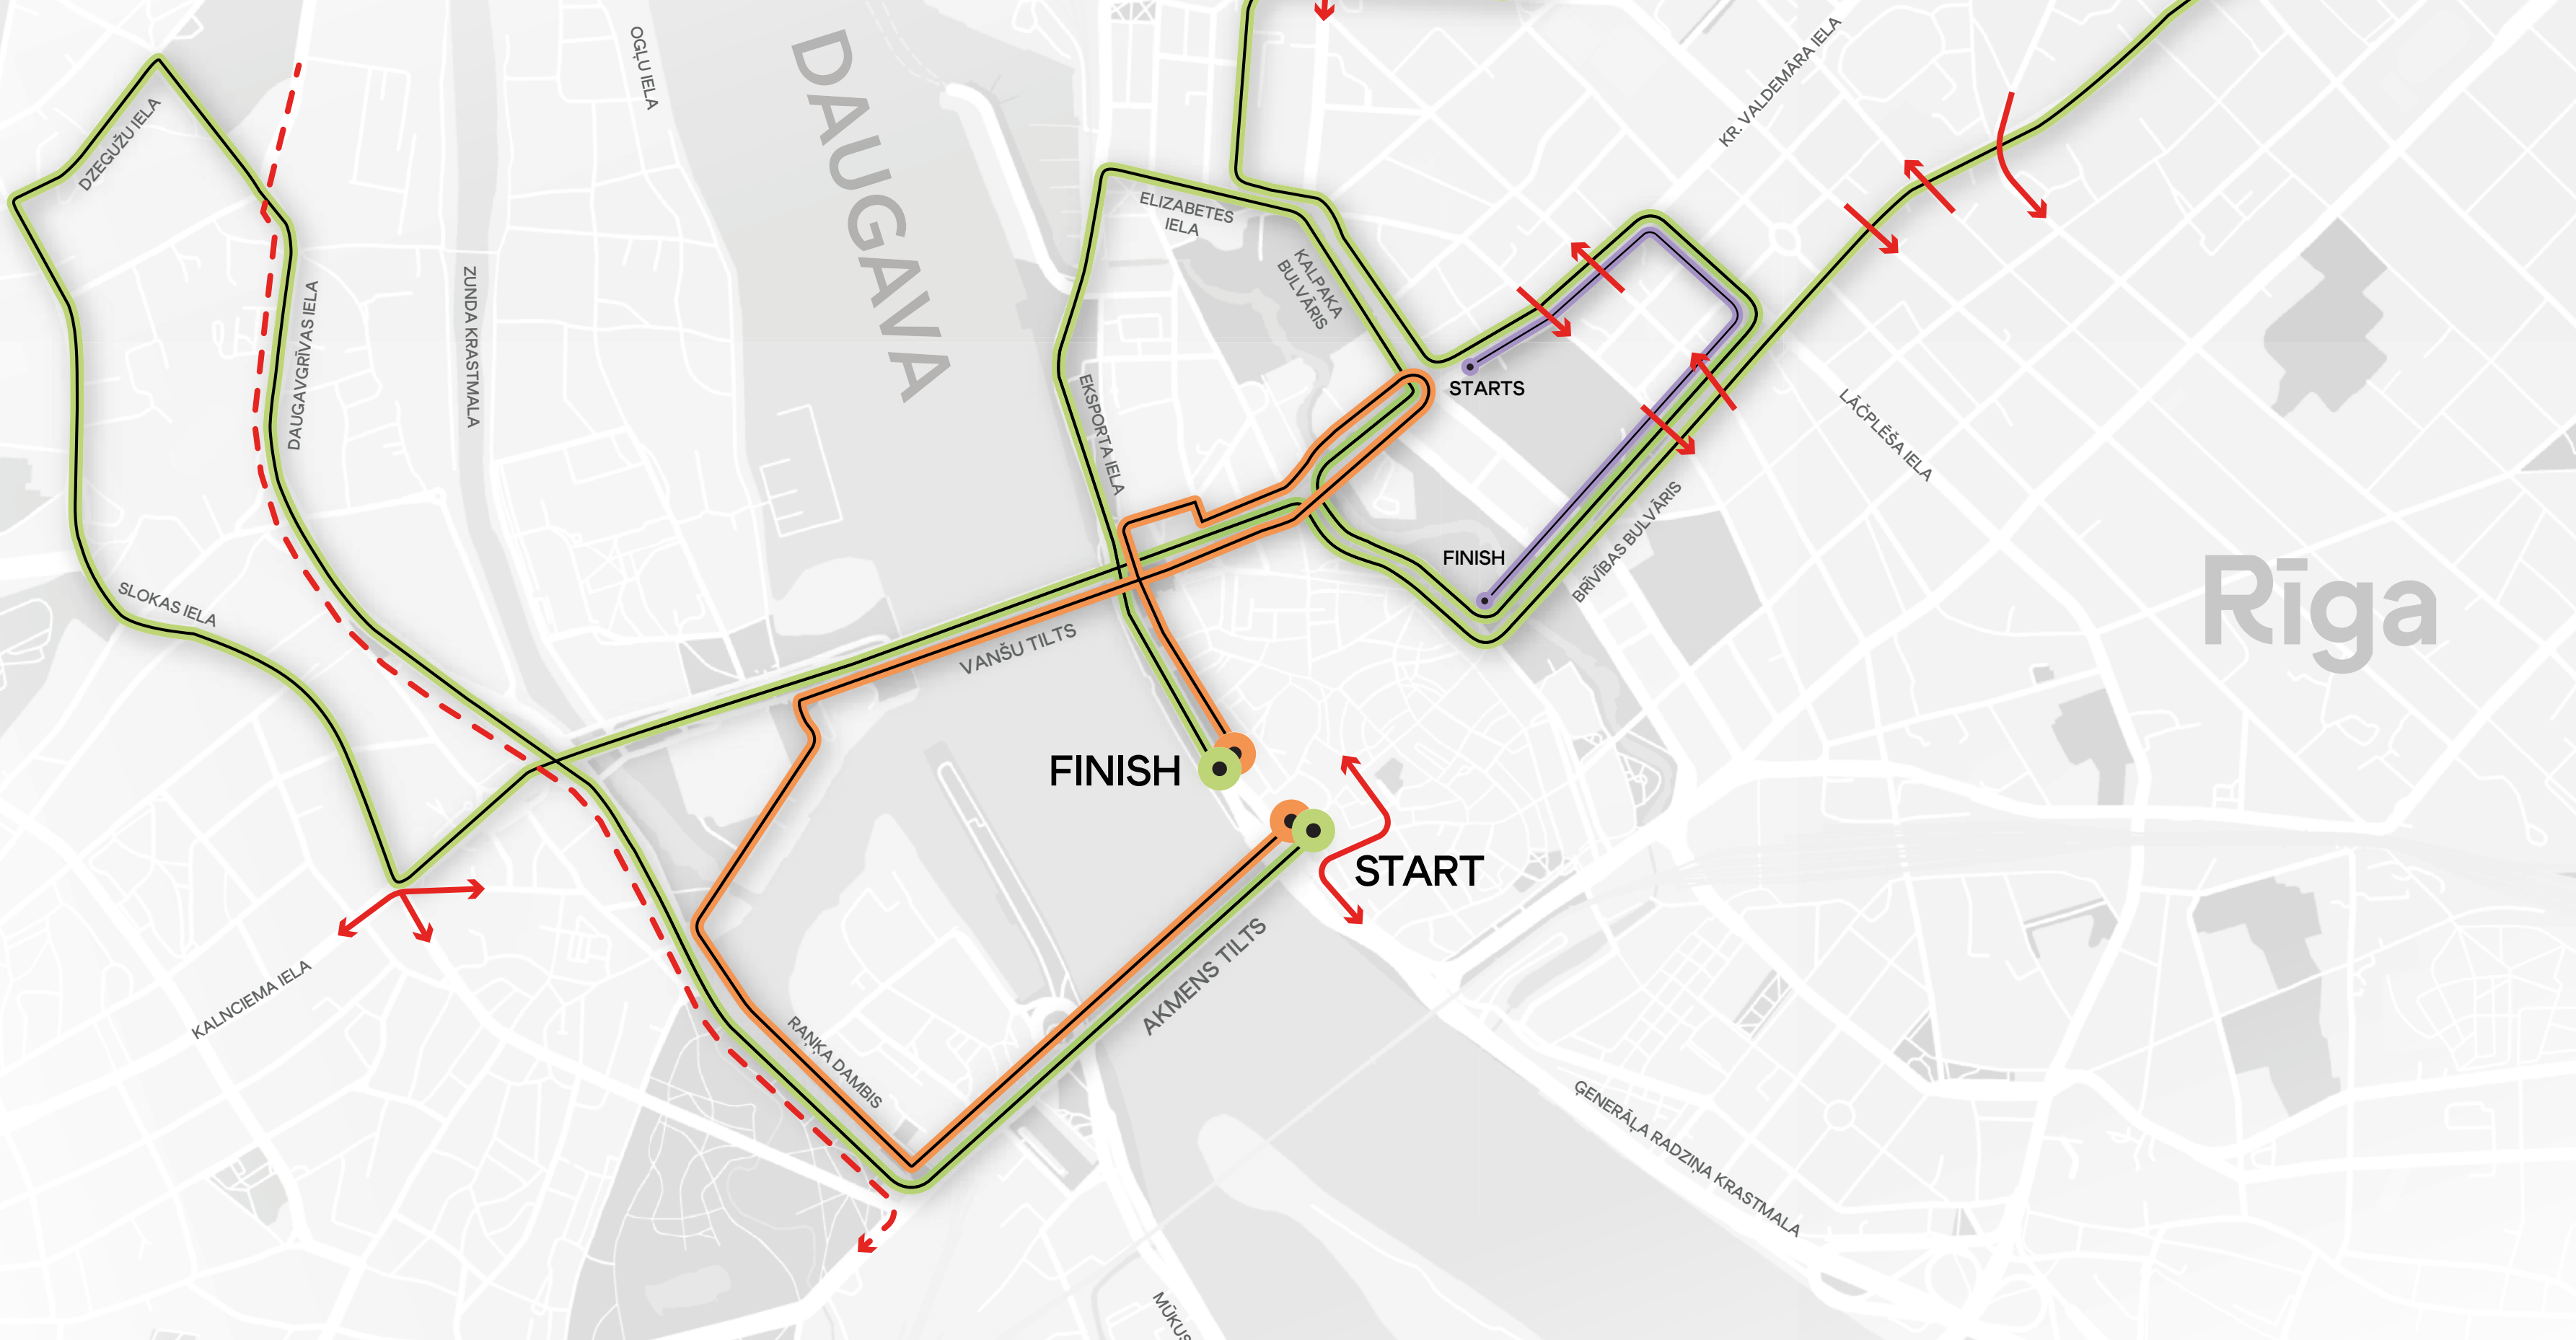 OGĻU IELA
DAUGAVA
KR. VALDEMĀRA IELA
DZEGUŽU IELA
ELIZABETES
IELA
KALPAKA
BULVĀRIS
ZUNDA KRASTMALA
DAUGAVGRĪVAS IELA
EKSPORTA IELA
STARTS
LĀČPLĒŠA IELA
FINISH
BRĪVĪBAS BULVĀRIS
Rīga
SLOKAS IELA
VANŠU TILTS
FINISH
START
AKMENS TILTS
KALNCIEMA IELA
RAŅĶA DAMBIS
ĢENERĀĻA RADZIŅA KRASTMALA
MŪKUS